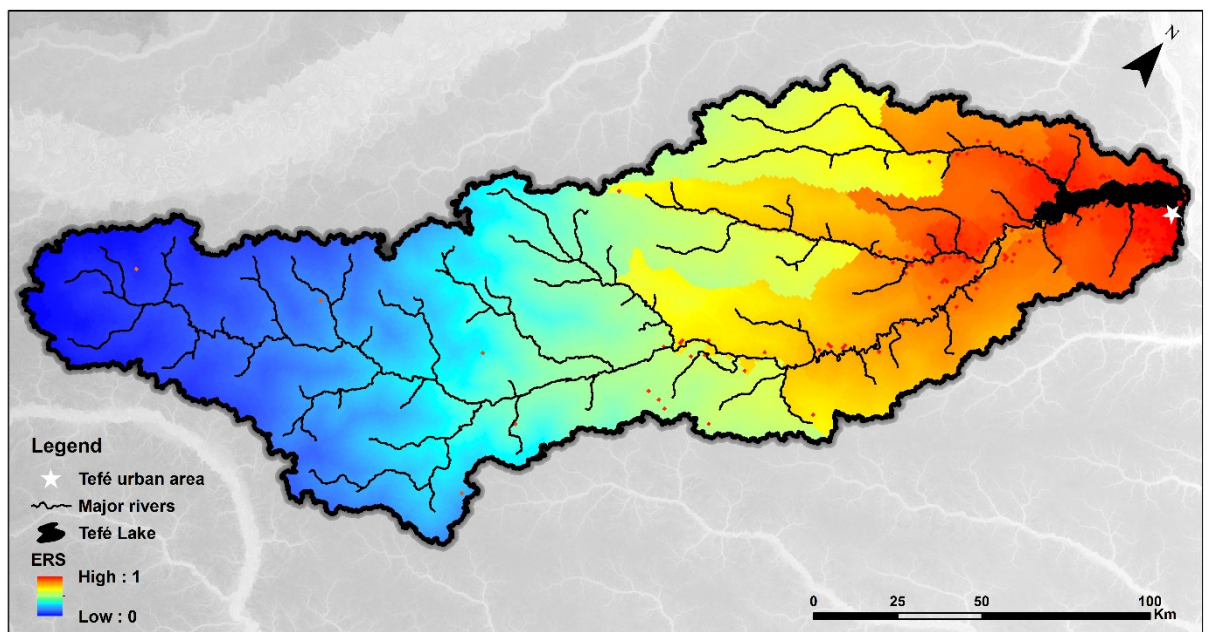 N
Legend
Tefé urban area
Major rivers
Tefé Lake
ERS
High : 1
Low : 0
0 25 50 100
Km